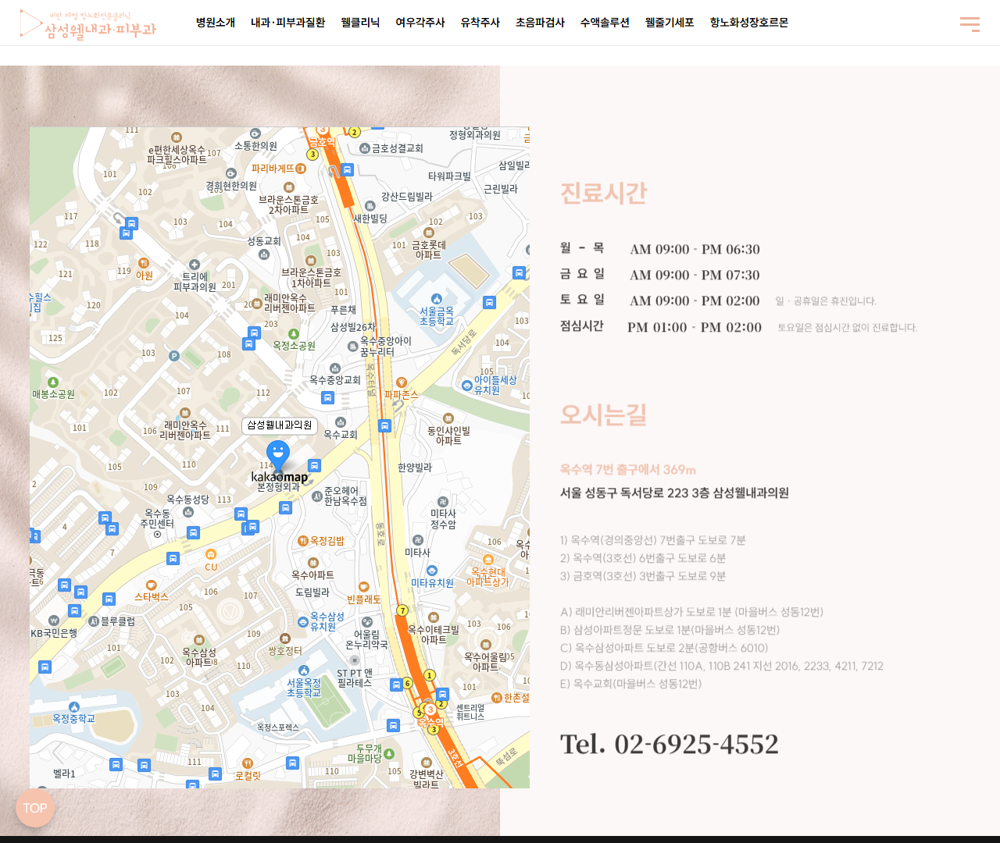 비만 체형 항노화전문클리닉
삼성웰내과·피부과
병원소개 내과·피부과질환 웰클리닉 여우각주사 유착주사 초음파검사 수액솔루션 웰줄기세포 항노화성장호르몬
진료시간
월 - 목 AM 09:00 - PM 06:30
금 요 일 AM 09:00 - PM 07:30
토 요 일 AM 09:00 - PM 02:00 일 · 공휴일은 휴진입니다.
점심시간 PM 01:00 - PM 02:00 토요일은 점심시간 없이 진료합니다.
오시는길
옥수역 7번 출구에서 369m
서울 성동구 독서당로 223 3층 삼성웰내과의원
1) 옥수역(경의중앙선) 7번출구 도보로 7분
2) 옥수역(3호선) 6번출구 도보로 6분
3) 금호역(3호선) 3번출구 도보로 9분
A) 래미안리버젠아파트상가 도보로 1분 (마을버스 성동12번)
B) 삼성아파트정문 도보로 1분(마을버스 성동12번)
C) 옥수삼성아파트 도보로 2분(공항버스 6010)
D) 옥수동삼성아파트(간선 110A, 110B 241 지선 2016, 2233, 4211, 7212
E) 옥수교회(마을버스 성동12번)
Tel. 02-6925-4552
TOP
e편한세상옥수
파크힐스아파트
소통한의원
금호역
금호성결교회
정형외과의원
파리바게뜨
경희현한의원
타워파크빌
근린빌라
브라운스톤금호
2차아파트
강산드림빌라
새한빌딩
성동교회
금호롯데
아파트
아원
트리에
피부과의원
브라운스톤금호
1차아파트
래미안옥수
리버젠아파트
푸른채
삼성빌26차
서울금옥
초등학교
옥정소공원
옥수중앙아이
꿈누리터
독서당로
옥수중앙교회
옥수터널
파파존스
아이들세상
유치원
매봉소공원
래미안옥수
리버젠아파트
삼성웰내과의원
옥수교회
동인샤인빌
아파트
kakaomap
본정형외과
한양빌라
준오헤어
한남옥수점
옥수동성당
옥수동
주민센터
미타사
정수암
동호로
옥정김밥
미타사
CU
옥수아파트
옥수현대
아파트상가
스타벅스
도림빌라
빈플래토
미타유치원
KB국민은행
블루클럽
옥수삼성
유치원
어울림
온누리약국
옥수이테크빌
아파트
옥수삼성
아파트
쌍호정터
옥수어울림
아파트
서울옥정
초등학교
ST PT 앤
필라테스
한촌설
옥정중학교
센트리얼
휘트니스
옥수역
옥정스포렉스
두무개
마을마당
3호선
뚝섬로
벨라1
로컬릿
강변벽산
빌라트